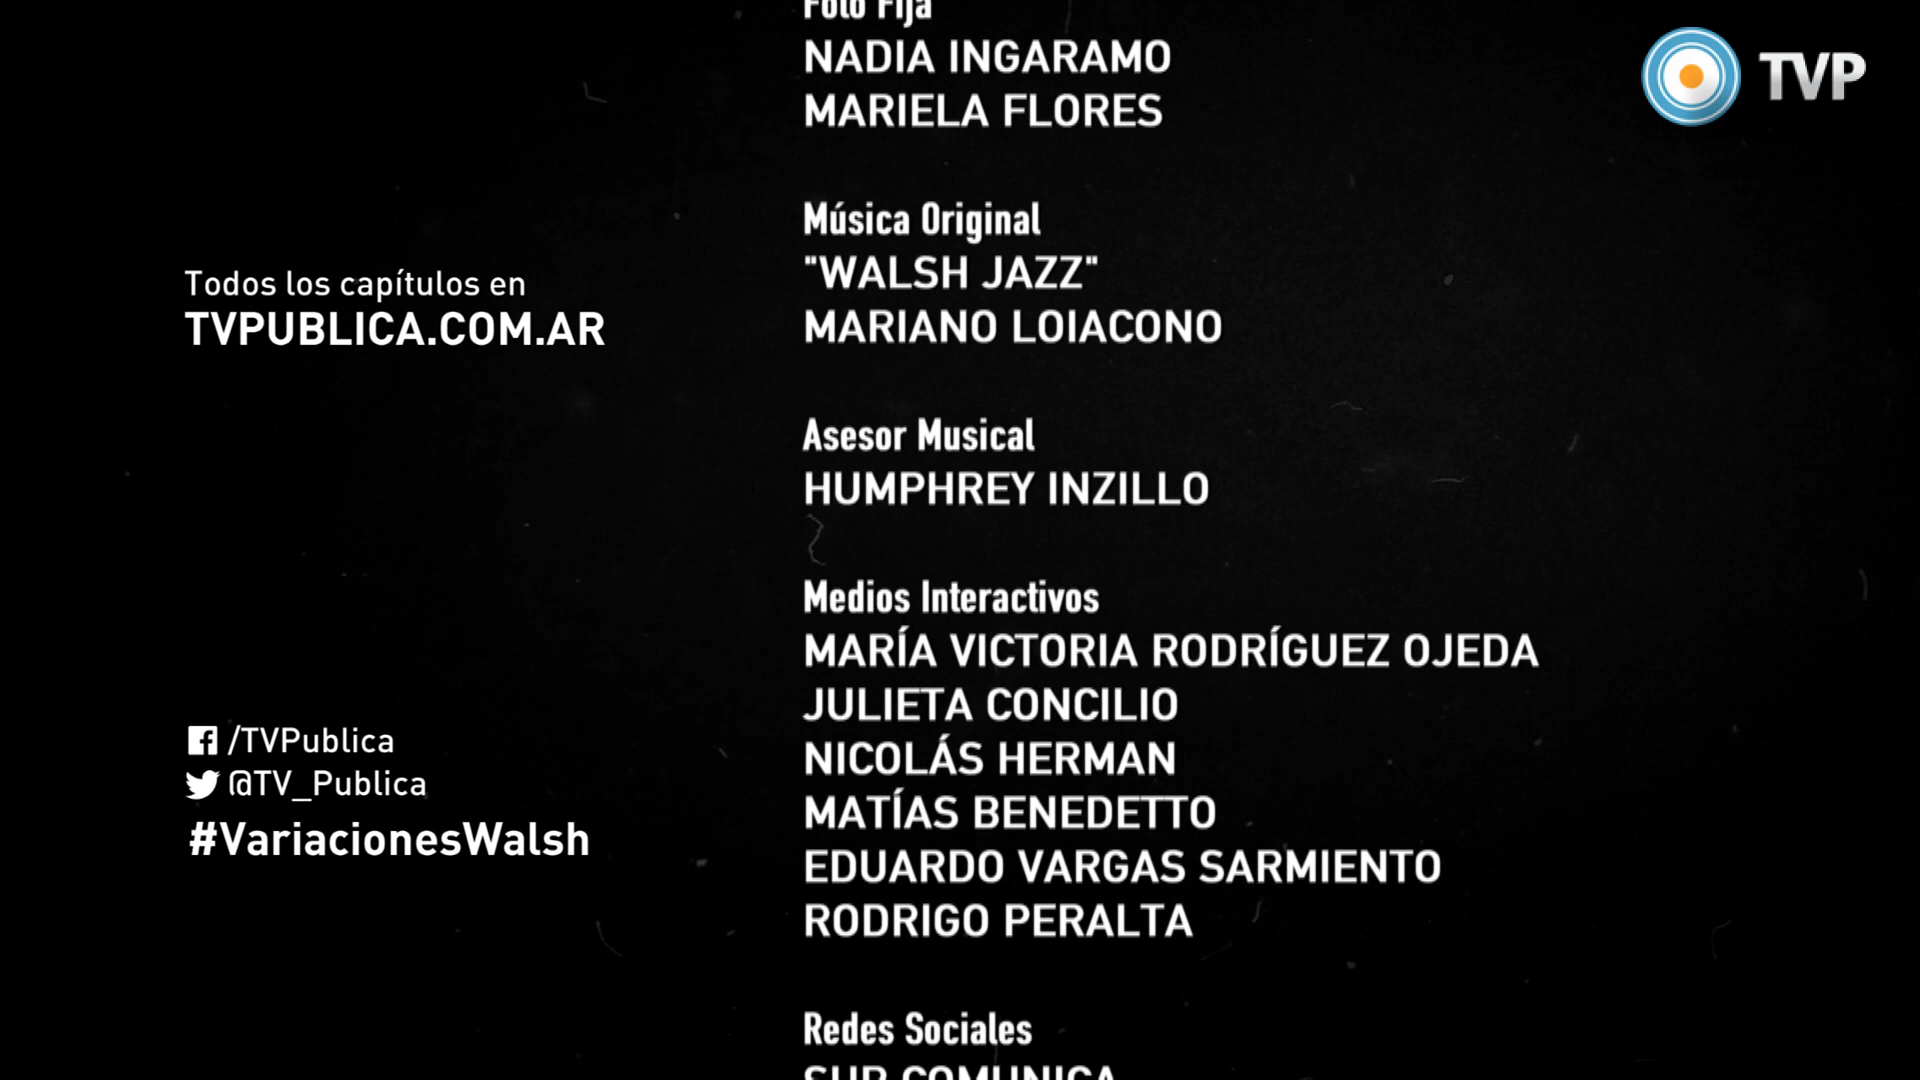 Foto Fija
NADIA INGARAMO
MARIELA FLORES
TVP
Música Original
"WALSH JAZZ"
MARIANO LOIACONO
Todos los capítulos en
TVPUBLICA.COM.AR
Asesor Musical
HUMPHREY INZILLO
Medios Interactivos
MARÍA VICTORIA RODRÍGUEZ OJEDA
JULIETA CONCILIO
NICOLÁS HERMAN
MATÍAS BENEDETTO
EDUARDO VARGAS SARMIENTO
RODRIGO PERALTA
/TVPublica
@TV_Publica
#VariacionesWalsh
Redes Sociales
SUR COMUNICA